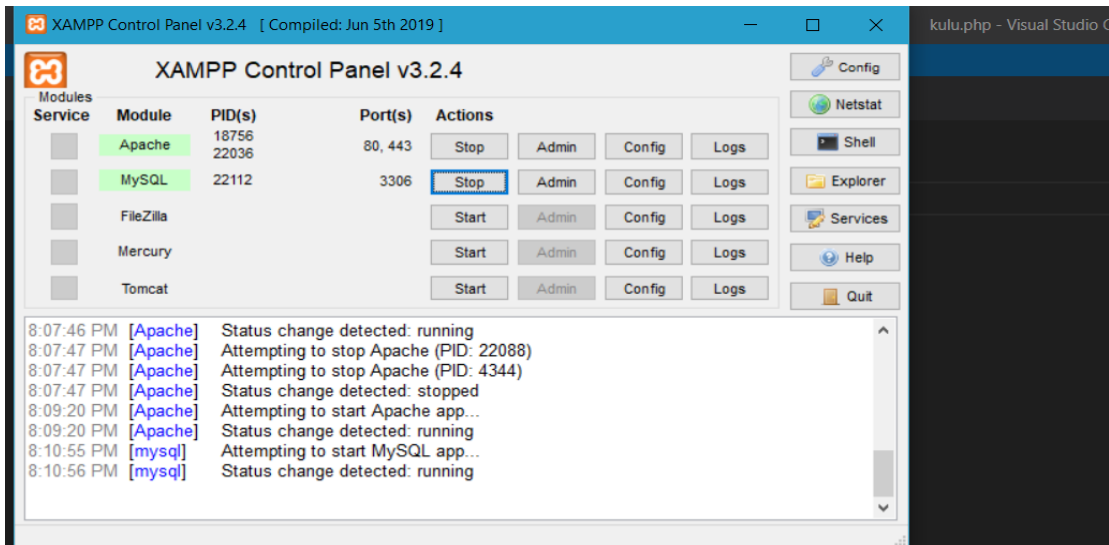 XAMPP Control Panel v3.2.4 [ Compiled: Jun 5th 2019 ]
kulu.php - Visual Studio
XAMPP Control Panel v3.2.4
Config
Modules
Service Module PID(s) Port(s) Actions
Netstat
Apache 18756 22036 80, 443 Stop Admin Config Logs
Shell
MySQL 22112 3306 Stop Admin Config Logs
Explorer
FileZilla Start Admin Config Logs
Services
Mercury Start Admin Config Logs
Help
Tomcat Start Admin Config Logs
Quit
8:07:46 PM [Apache] Status change detected: running
8:07:47 PM [Apache] Attempting to stop Apache (PID: 22088)
8:07:47 PM [Apache] Attempting to stop Apache (PID: 4344)
8:07:47 PM [Apache] Status change detected: stopped
8:09:20 PM [Apache] Attempting to start Apache app...
8:09:20 PM [Apache] Status change detected: running
8:10:55 PM [mysql] Attempting to start MySQL app...
8:10:56 PM [mysql] Status change detected: running